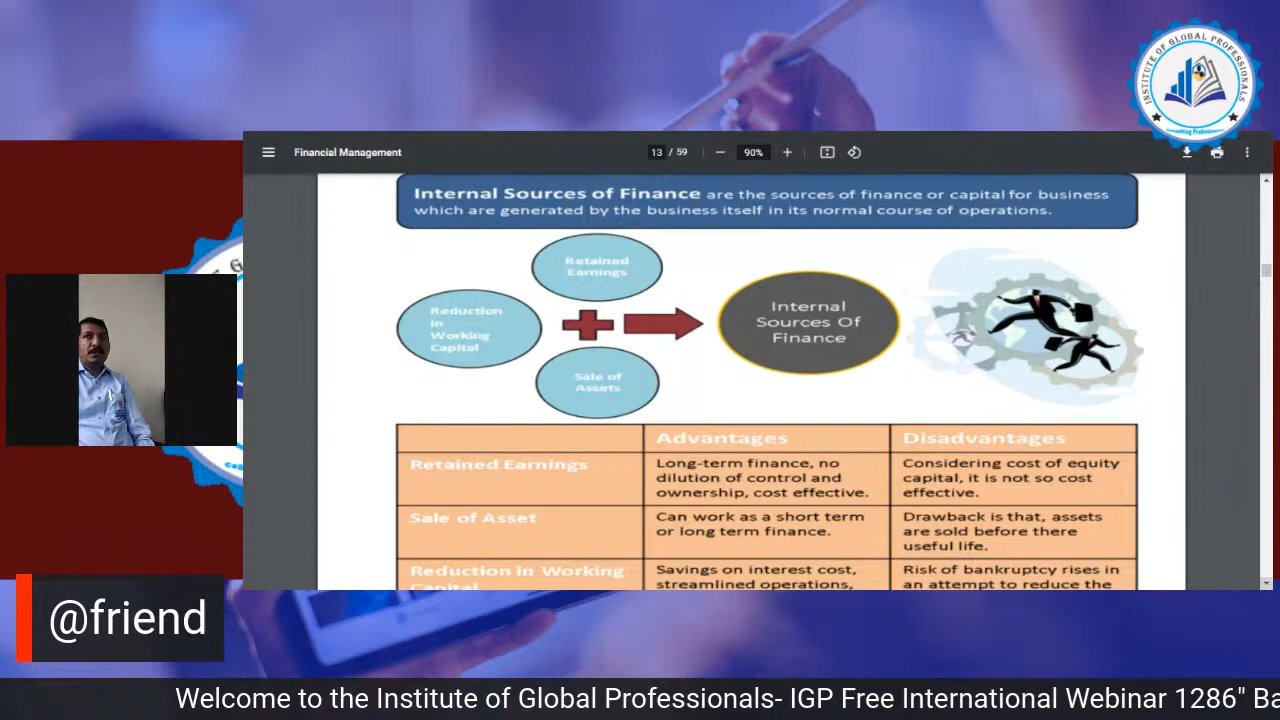 INSTITUTE OF GLOBAL PROFESSIONALS
Financial Management
13 / 59
90%
Internal Sources of Finance are the sources of finance or capital for business
which are generated by the business itself in its normal course of operations.
Retained
Earnings
Reduction
in
Working
Capital
Sale of
Assets
Internal
Sources Of
Finance
Advantages
Disadvantages
Retained Earnings
Long-term finance, no
dilution of control and
ownership, cost effective.
Considering cost of equity
capital, it is not so cost
effective.
Sale of Asset
Can work as a short term
or long term finance.
Drawback is that, assets
are sold before there
useful life.
Reduction in Working
Capital
Savings on interest cost,
streamlined operations,
Risk of bankruptcy rises in
an attempt to reduce the
@friend
Welcome to the Institute of Global Professionals- IGP Free International Webinar 1286" Ba